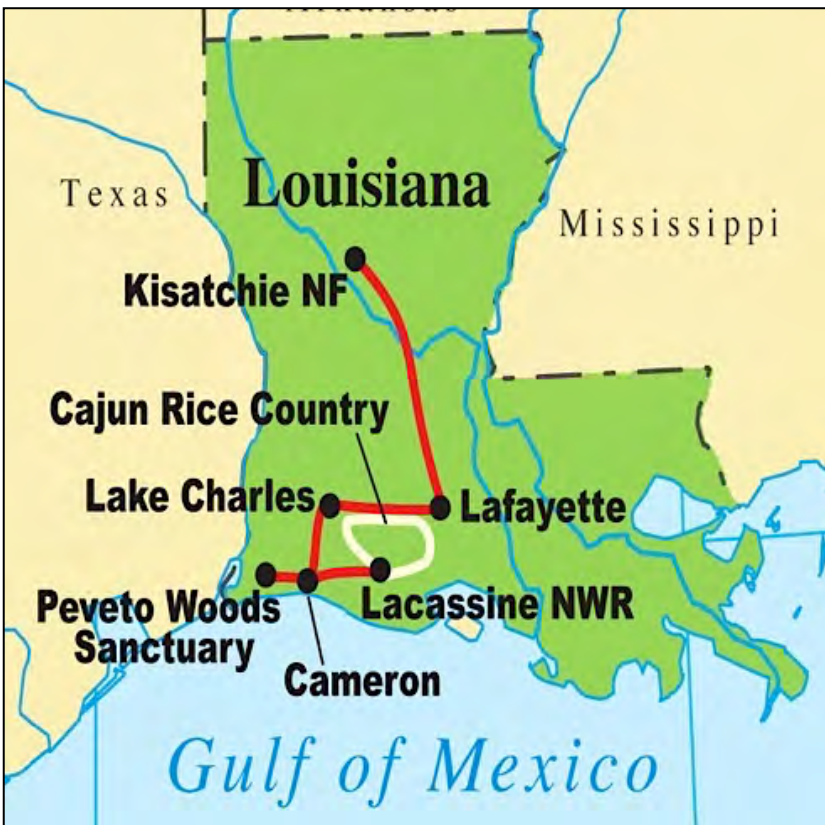 Louisiana
Texas
Mississippi
Kisatchie NF
Cajun Rice Country
Lake Charles
Lafayette
Peveto Woods
Sanctuary
Lacassine NWR
Cameron
Gulf of Mexico